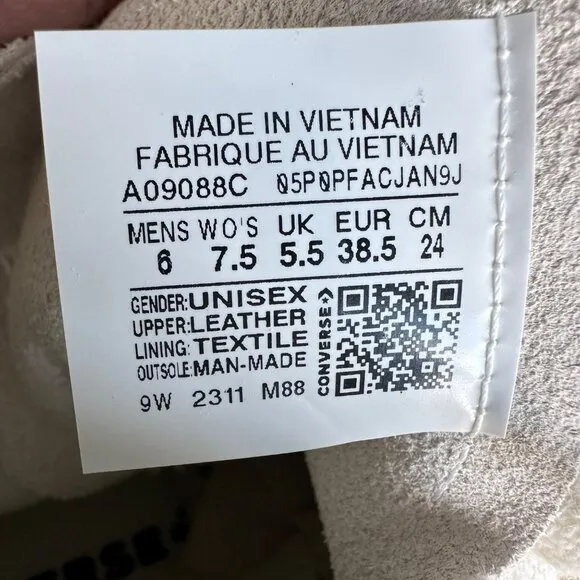 MADE IN VIETNAM
FABRIQUE AU VIETNAM
A09088C 05P0PFACJAN9J
MENS WO'S UK EUR CM
6 7.5 5.5 38.5 24
GENDER:UNISEX
UPPER:LEATHER
LINING:TEXTILE
OUTSOLE:MAN-MADE
9W 2311 M88
CONVERSE